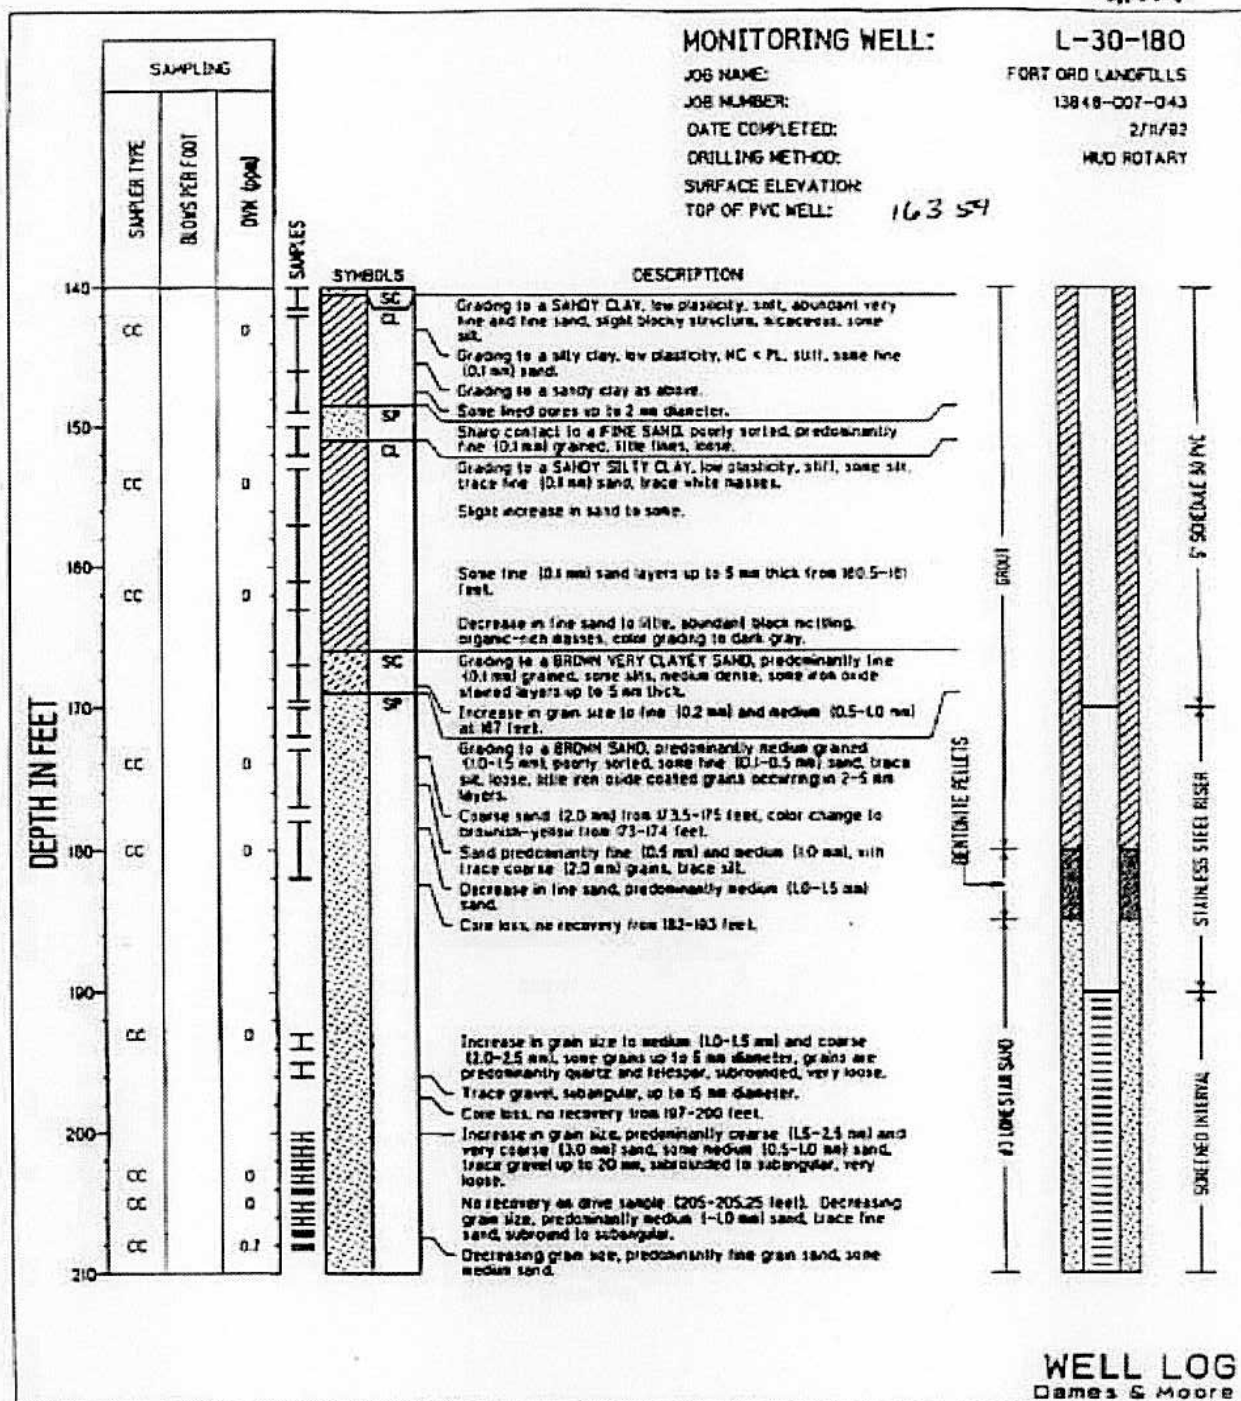 MONITORING WELL: L-30-180
JOB NAME: FORT ORD LANDFILLS
JOB NUMBER: 13848-007-043
DATE COMPLETED: 2/11/92
DRILLING METHOD: MUD ROTARY
SURFACE ELEVATION:
TOP OF PVC WELL: 163 54
SAMPLING
SAMPLER TYPE
BLOWS PER FOOT
OVM (ppm)
SAMPLES
SYMBOLS
DESCRIPTION
DEPTH IN FEET
140
150
160
170
180
190
200
210
CC 0
CC 0
CC 0
CC 0
CC 0
CC 0
CC 0
CC 0
CC 0.7
SC
CL
SP
CL
SC
SP
Grading to a SANDY CLAY, low plasticity, stiff, abundant very
fine and fine sand, slight blocky structure, micaceous, some
silt.
Grading to a silty clay, low plasticity, MC < PL, stiff, some fine
(0.1 mm) sand.
Grading to a sandy clay as above.
Some lined pores up to 2 mm diameter.
Sharp contact to a FINE SAND, poorly sorted, predominantly
fine (0.1 mm) grained, little fines, loose.
Grading to a SANDY SILTY CLAY, low plasticity, stiff, some silt,
trace fine (0.1 mm) sand, trace white masses.
Slight increase in sand to some.
Some fine (0.1 mm) sand layers up to 5 mm thick from 160.5-161
feet.
Decrease in fine sand to little, abundant black mottling,
organic-rich masses, color grading to dark gray.
Grading to a BROWN VERY CLAYEY SAND, predominantly fine
(0.1 mm) grained, some silts, medium dense, some iron oxide
stained layers up to 5 mm thick.
Increase in grain size to fine (0.2 mm) and medium (0.5-1.0 mm)
at 167 feet.
Grading to a BROWN SAND, predominantly medium grained
(1.0-1.5 mm), poorly sorted, some fine (0.1-0.5 mm) sand, trace
silt, loose, little iron oxide coated grains occurring in 2-5 mm
layers.
Coarse sand (2.0 mm) from 173.5-175 feet, color change to
brownish-yellow from 173-174 feet.
Sand predominantly fine (0.5 mm) and medium (1.0 mm), with
trace coarse (2.0 mm) grains, trace silt.
Decrease in fine sand, predominantly medium (1.0-1.5 mm)
sand.
Core loss, no recovery from 182-193 feet.
Increase in grain size to medium (1.0-1.5 mm) and coarse
(2.0-2.5 mm), some grains up to 5 mm diameter, grains are
predominantly quartz and feldspar, subrounded, very loose.
Trace gravel, subangular, up to 15 mm diameter.
Core loss, no recovery from 197-200 feet.
Increase in grain size, predominantly coarse (1.5-2.5 mm) and
very coarse (3.0 mm) sand, some medium (0.5-1.0 mm) sand,
trace gravel up to 20 mm, subrounded to subangular, very
loose.
No recovery on drive sample (205-205.25 feet). Decreasing
grain size, predominantly medium (-1.0 mm) sand, trace fine
sand, subround to subangular.
Decreasing grain size, predominantly fine grain sand, some
medium sand.
GROUT
BENTONITE PELLETS
#3 LONESTAR SAND
5" SCHEDULE 80 PVC
STAINLESS STEEL RISER
SCREENED INTERVAL
WELL LOG
Dames & Moore